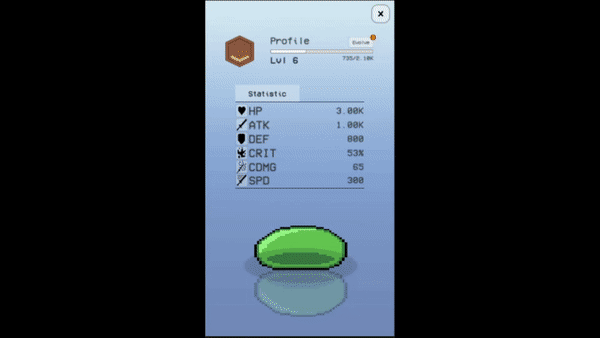 ×
Profile
Evolve
Lvl 6
735/2.10K
Statistic
HP 3.00K
ATK 1.00K
DEF 800
CRIT 53%
CDMG 65
SPD 300